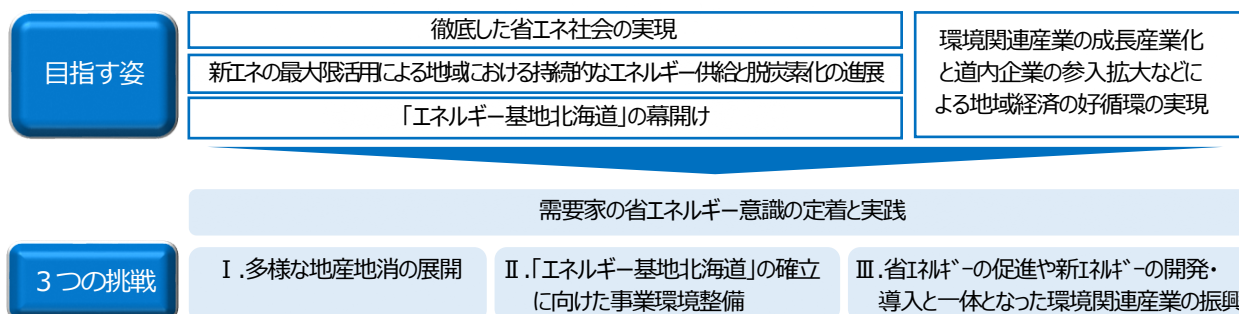 目指す姿
徹底した省エネ社会の実現
新エネの最大限活用による地域における持続的なエネルギー供給と脱炭素化の進展
「エネルギー基地北海道」の幕開け
環境関連産業の成長産業化
と道内企業の参入拡大などに
よる地域経済の好循環の実現
需要家の省エネルギー意識の定着と実践
3つの挑戦
Ⅰ.多様な地産地消の展開
Ⅱ.「エネルギー基地北海道」の確立
に向けた事業環境整備
Ⅲ.省エネルギーの促進や新エネルギーの開発・
導入と一体となった環境関連産業の振興